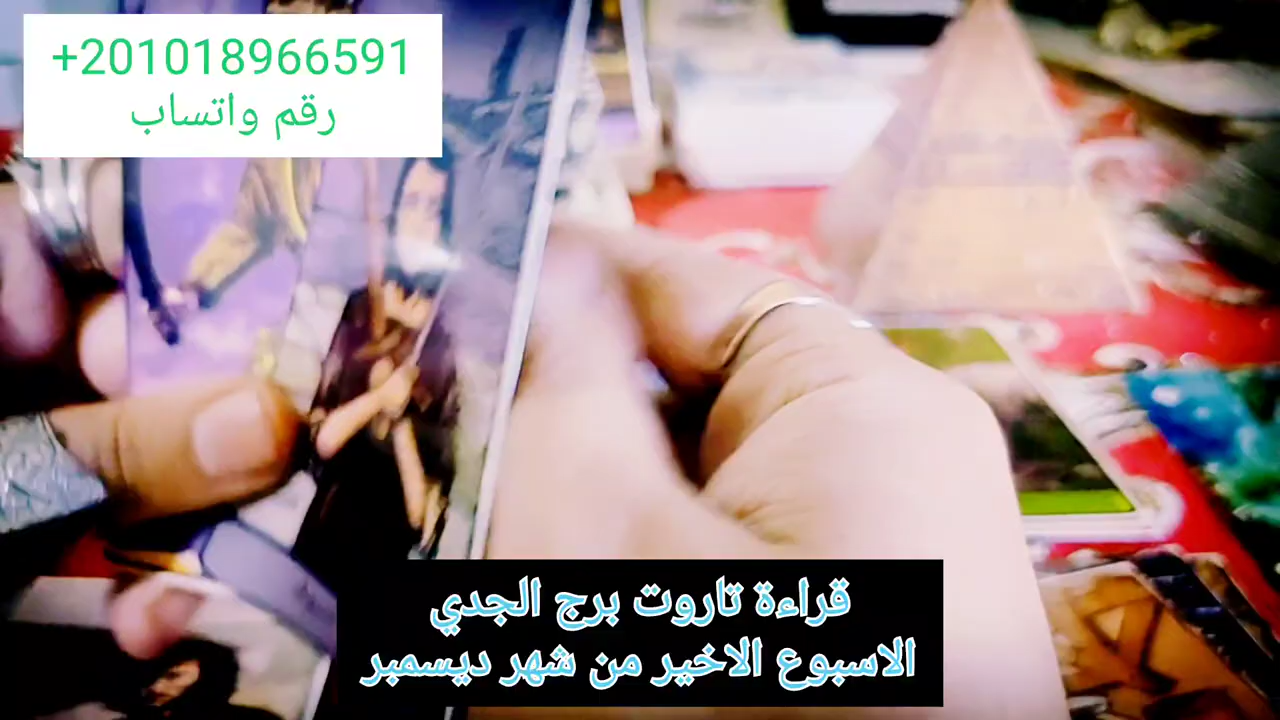 +201018966591
رقم واتساب
قراءة تاروت برج الجدي
الاسبوع الاخير من شهر ديسمبر